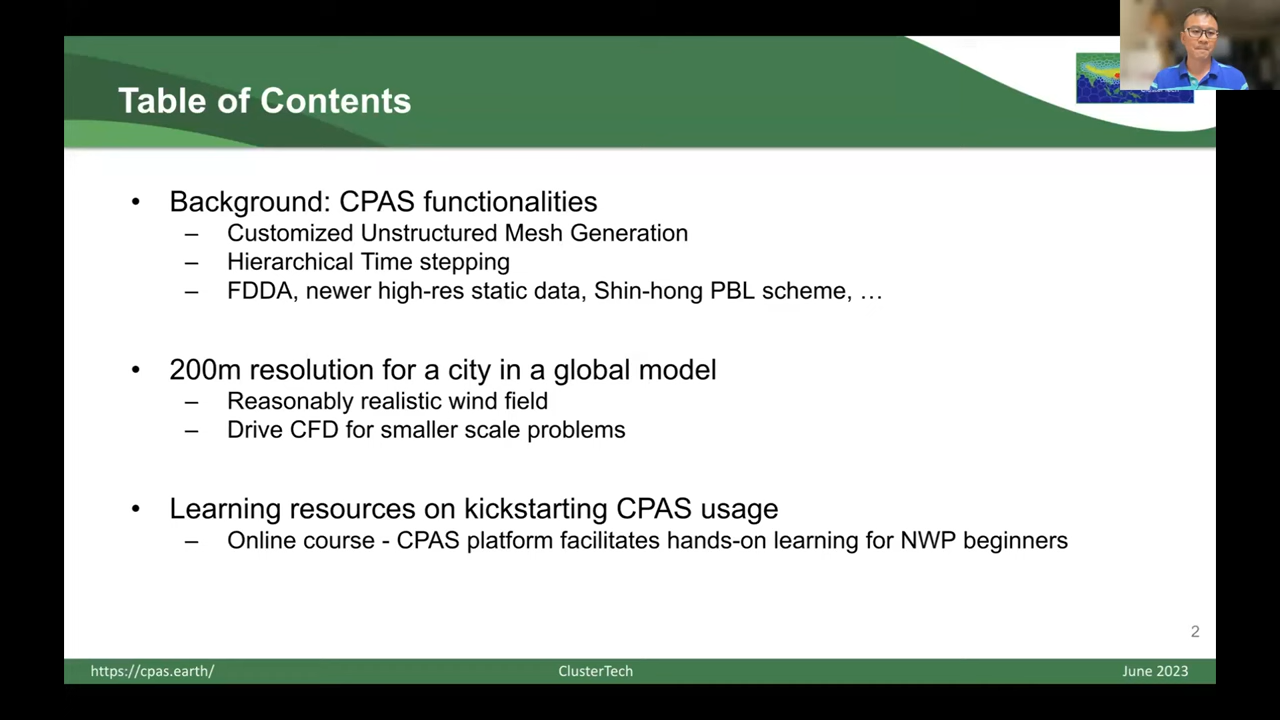 Table of Contents
• Background: CPAS functionalities
– Customized Unstructured Mesh Generation
– Hierarchical Time stepping
– FDDA, newer high-res static data, Shin-hong PBL scheme, …
• 200m resolution for a city in a global model
– Reasonably realistic wind field
– Drive CFD for smaller scale problems
• Learning resources on kickstarting CPAS usage
– Online course - CPAS platform facilitates hands-on learning for NWP beginners
2
https://cpas.earth/
ClusterTech
June 2023